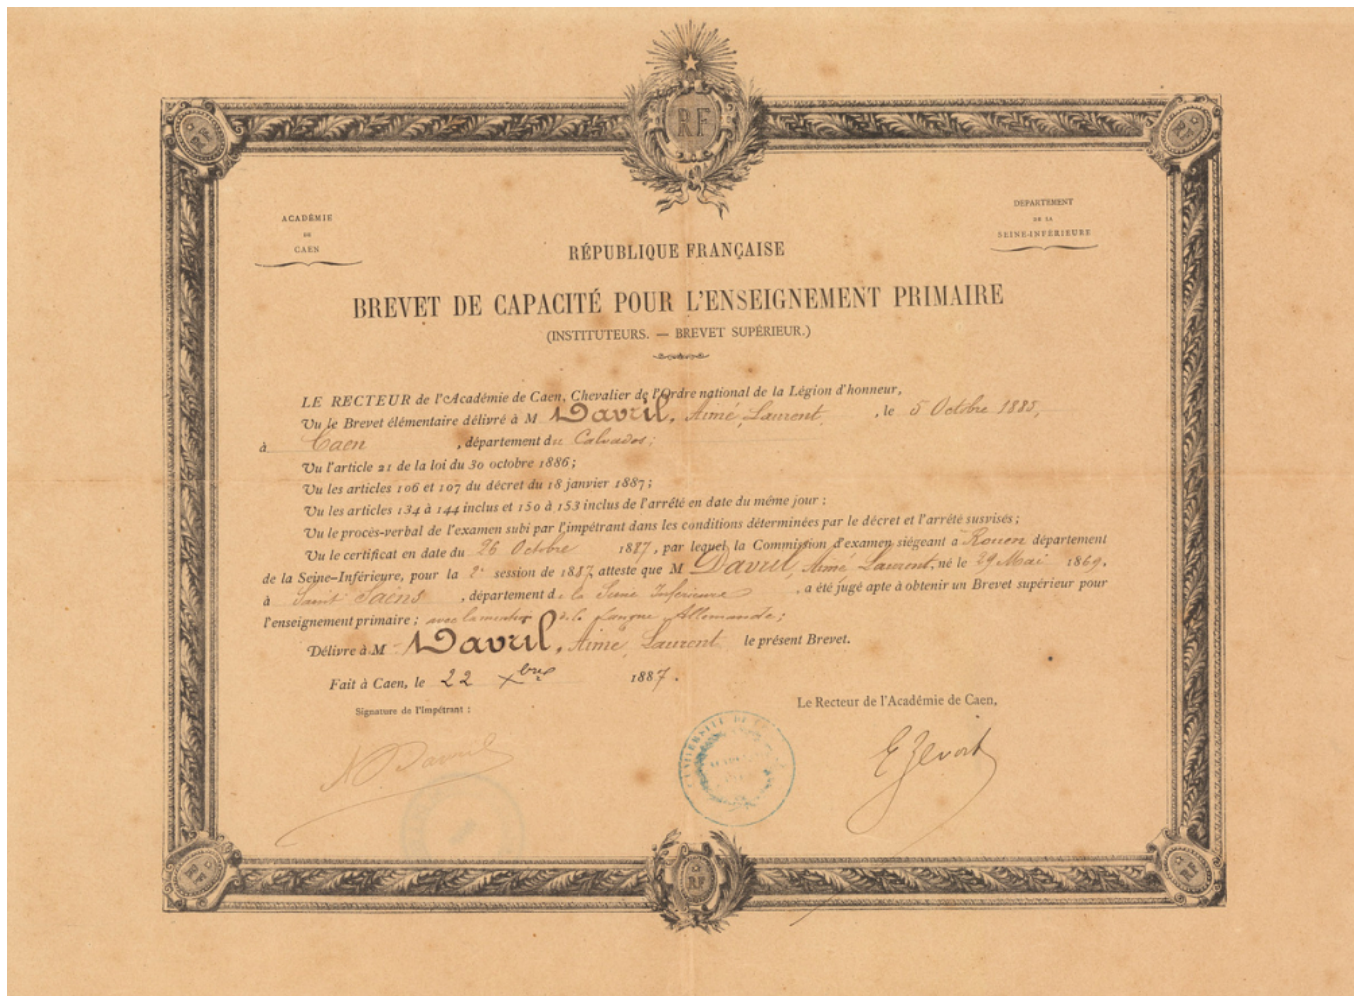 RF
RF
RF
ACADÉMIE
DE
CAEN
DÉPARTEMENT
DE LA
SEINE-INFÉRIEURE
RÉPUBLIQUE FRANÇAISE
BREVET DE CAPACITÉ POUR L'ENSEIGNEMENT PRIMAIRE
(INSTITUTEURS. — BREVET SUPÉRIEUR.)
LE RECTEUR de l'Académie de Caen, Chevalier de l'Ordre national de la Légion d'honneur,
Vu le Brevet élémentaire délivré à M Davril, Aimé, Laurent, le 5 Octobre 1885,
à Caen, département du Calvados;
Vu l'article 21 de la loi du 30 octobre 1886;
Vu les articles 106 et 107 du décret du 18 janvier 1887;
Vu les articles 134 à 144 inclus et 150 à 153 inclus de l'arrêté en date du même jour :
Vu le procès-verbal de l'examen subi par l'impétrant dans les conditions déterminées par le décret et l'arrêté susvisés;
Vu le certificat en date du 26 Octobre 1887, par lequel la Commission d'examen siégeant à Rouen département
de la Seine-Inférieure, pour la 2e session de 1887, atteste que M Davril, Aimé Laurent, né le 29 Mai 1869,
à Saint Saëns, département de la Seine Inférieure, a été jugé apte à obtenir un Brevet supérieur pour
l'enseignement primaire; avec la mention de la Langue Allemande;
Délivre à M Davril, Aimé, Laurent le présent Brevet.
Fait à Caen, le 22 Xbre 1887.
Le Recteur de l'Académie de Caen,
Signature de l'Impétrant :
A Davril
E Zevort
RF
RF
RF